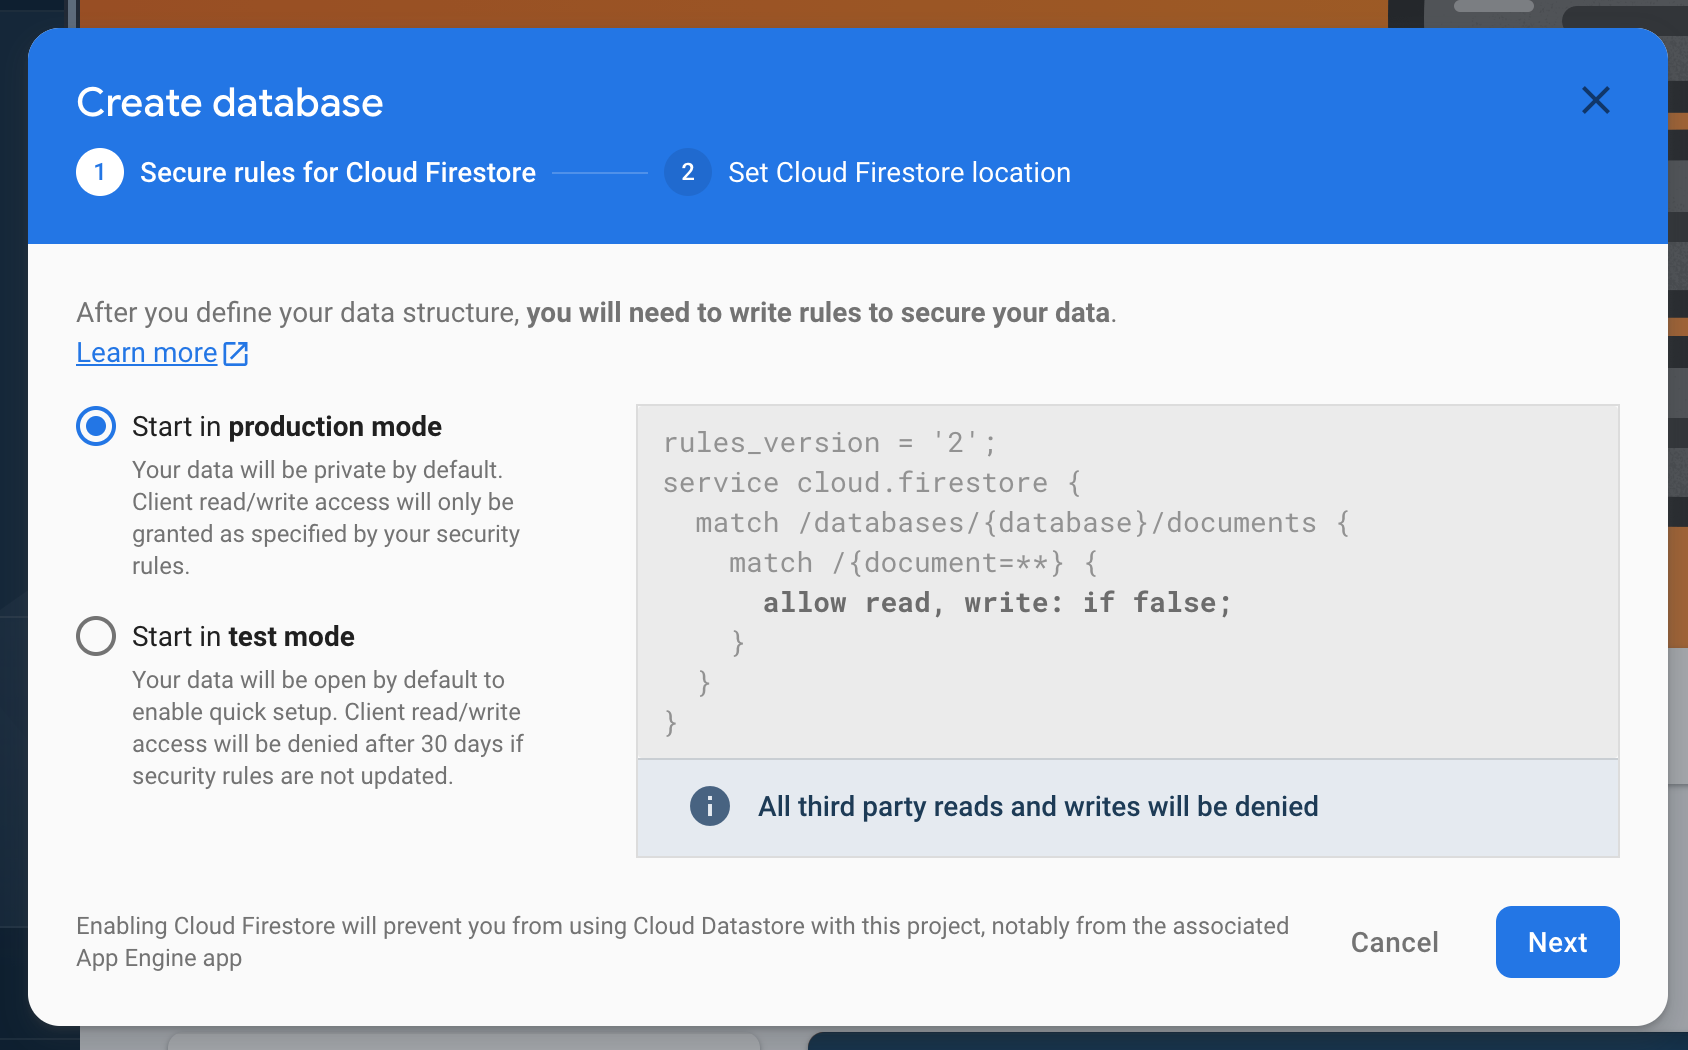 Create database
1 Secure rules for Cloud Firestore 2 Set Cloud Firestore location
After you define your data structure, you will need to write rules to secure your data.
Learn more
Start in production mode
Your data will be private by default.
Client read/write access will only be
granted as specified by your security
rules.
Start in test mode
Your data will be open by default to
enable quick setup. Client read/write
access will be denied after 30 days if
security rules are not updated.
rules_version = '2';
service cloud.firestore {
  match /databases/{database}/documents {
    match /{document=**} {
      allow read, write: if false;
    }
  }
}
All third party reads and writes will be denied
Enabling Cloud Firestore will prevent you from using Cloud Datastore with this project, notably from the associated
App Engine app
Cancel Next